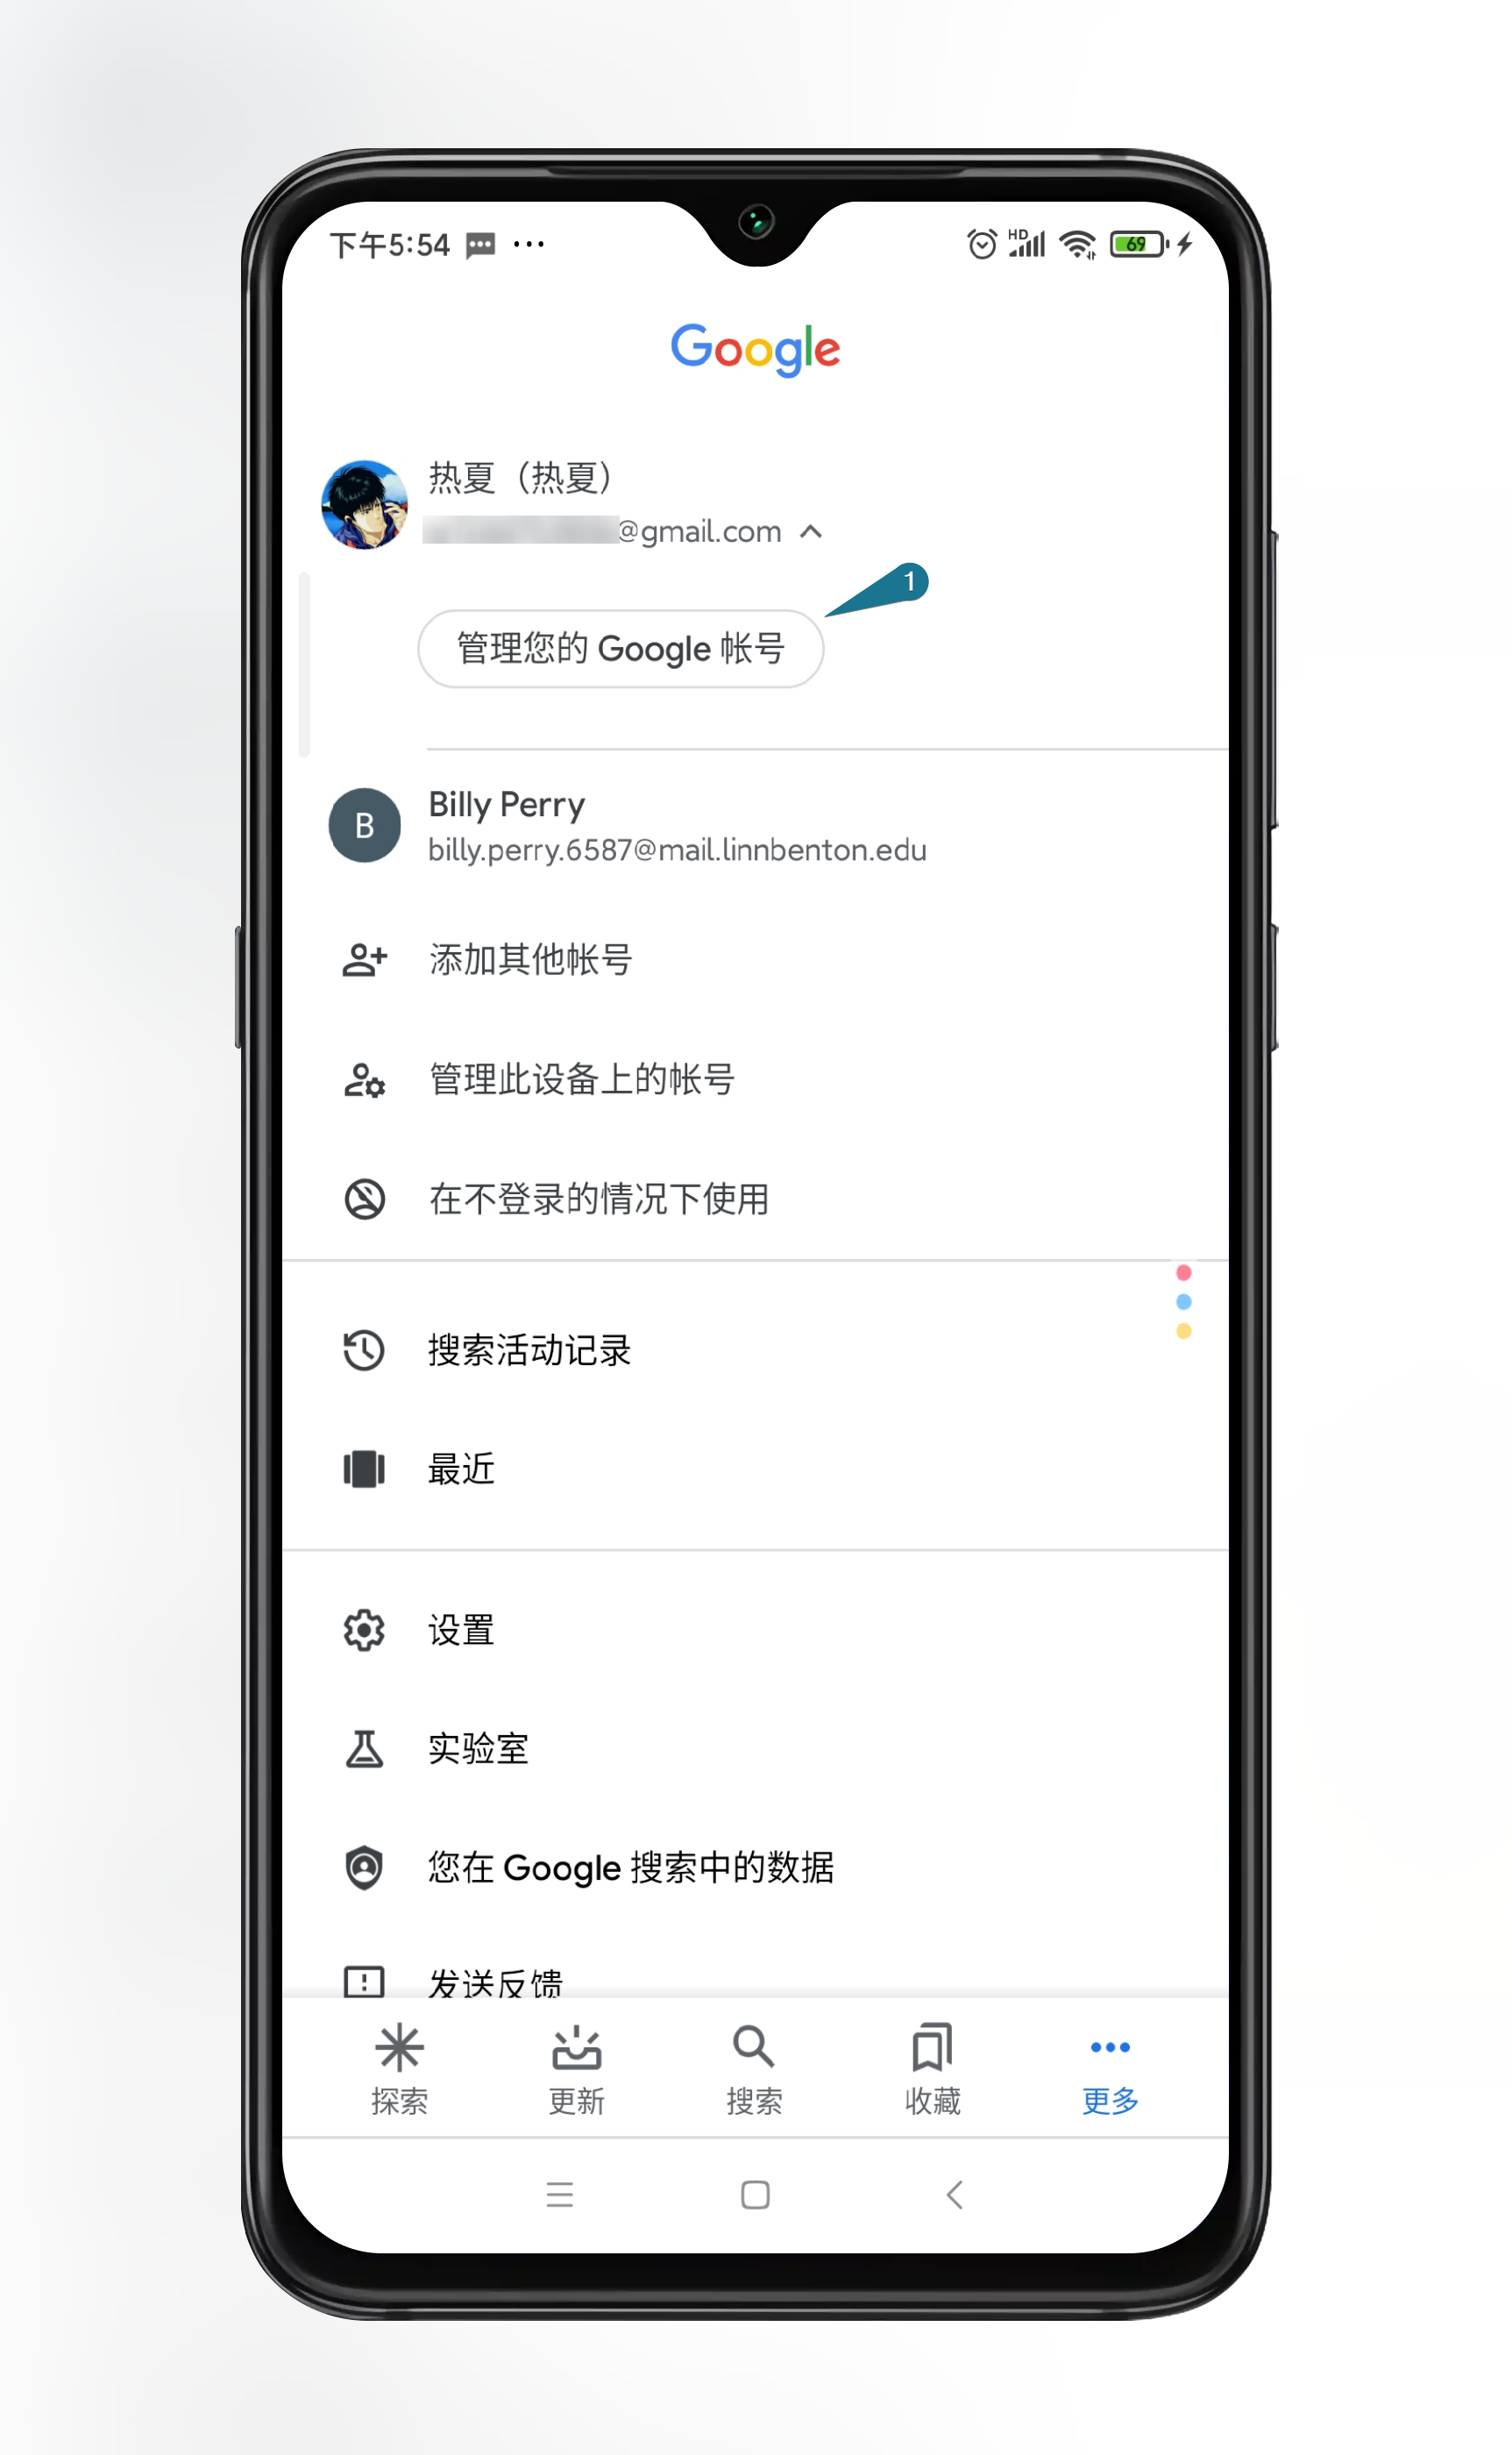 下午5:54
HD
69
Google
热夏（热夏）
@gmail.com
1
管理您的 Google 帐号
B
Billy Perry
billy.perry.6587@mail.linnbenton.edu
添加其他帐号
管理此设备上的帐号
在不登录的情况下使用
搜索活动记录
最近
设置
实验室
您在 Google 搜索中的数据
发送反馈
探索 更新 搜索 收藏 更多